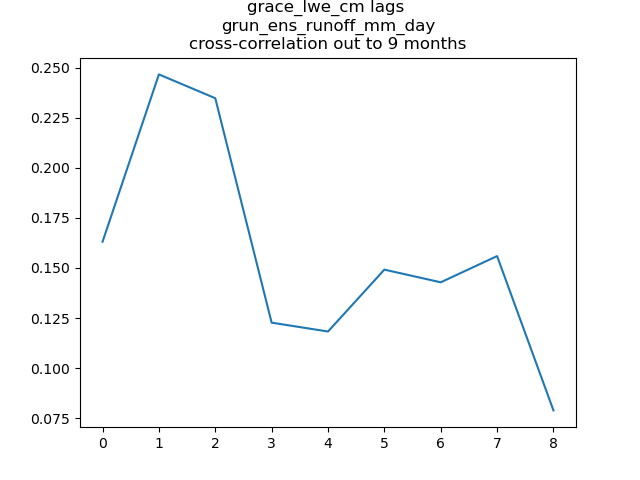 grace_lwe_cm lags
grun_ens_runoff_mm_day
cross-correlation out to 9 months
0.250
0.225
0.200
0.175
0.150
0.125
0.100
0.075
0 1 2 3 4 5 6 7 8